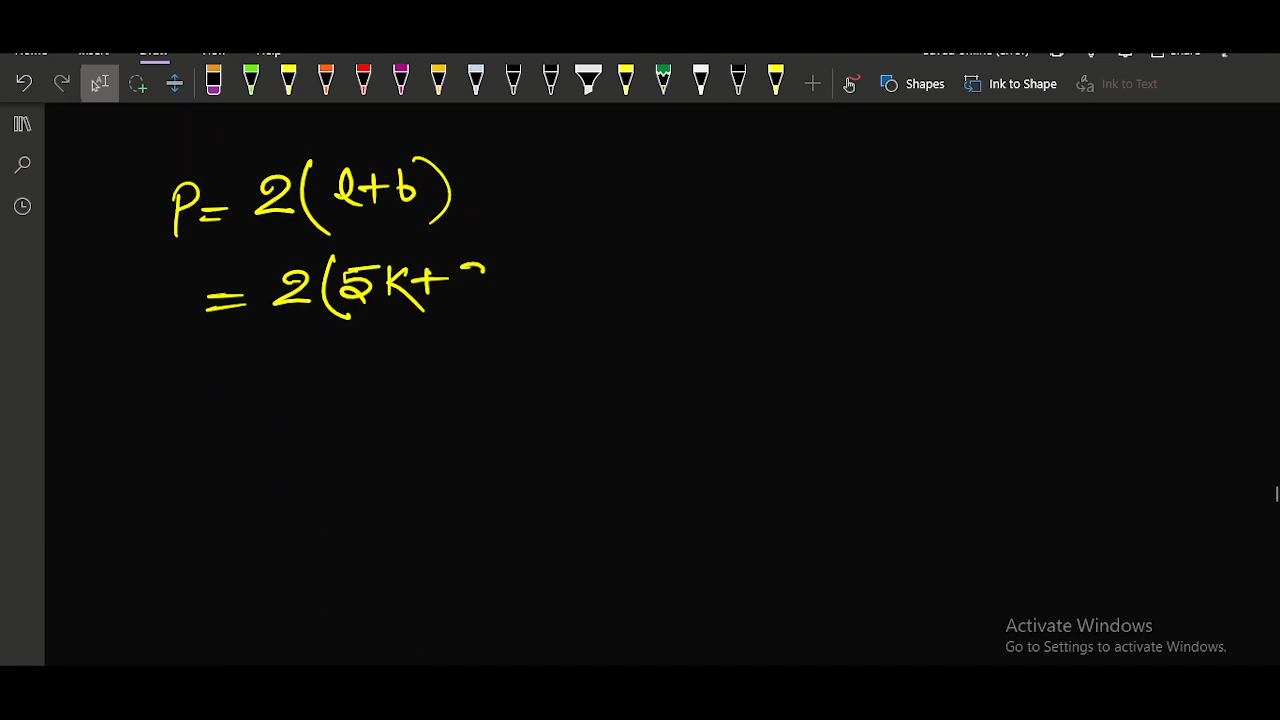 Shapes Ink to Shape Ink to Text
P = 2(l+b)
= 2(5K+
Activate Windows
Go to Settings to activate Windows.